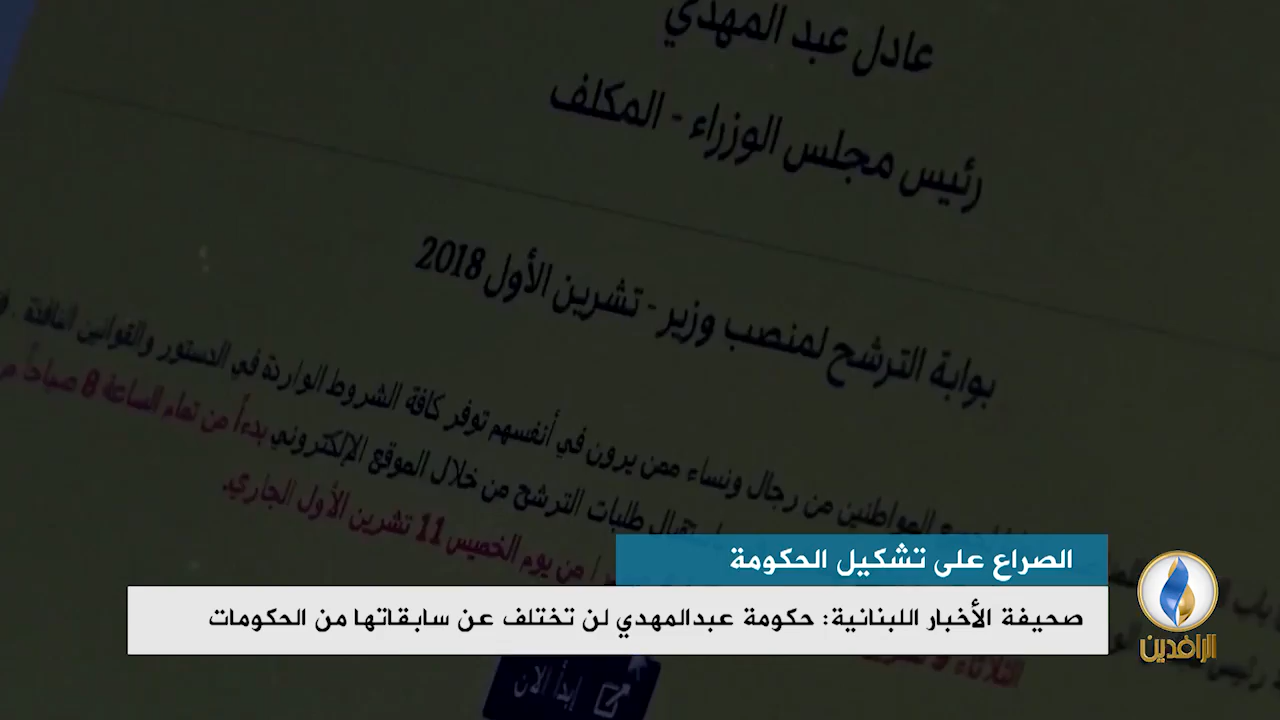 عادل عبد المهدي
رئيس مجلس الوزراء - المكلف
بوابة الترشح لمنصب وزير - تشرين الأول 2018
المواطنين من رجال ونساء ممن يرون في أنفسهم توفر كافة الشروط الواردة في الدستور والقوانين النافذة .
طلبات الترشح من خلال الموقع الإلكتروني بدءاً من تمام الساعة 8 صباحاً
من يوم الخميس 11 تشرين الأول الجاري.
الصراع على تشكيل الحكومة
صحيفة الأخبار اللبنانية: حكومة عبدالمهدي لن تختلف عن سابقاتها من الحكومات
الرافدين
إبدأ الآن